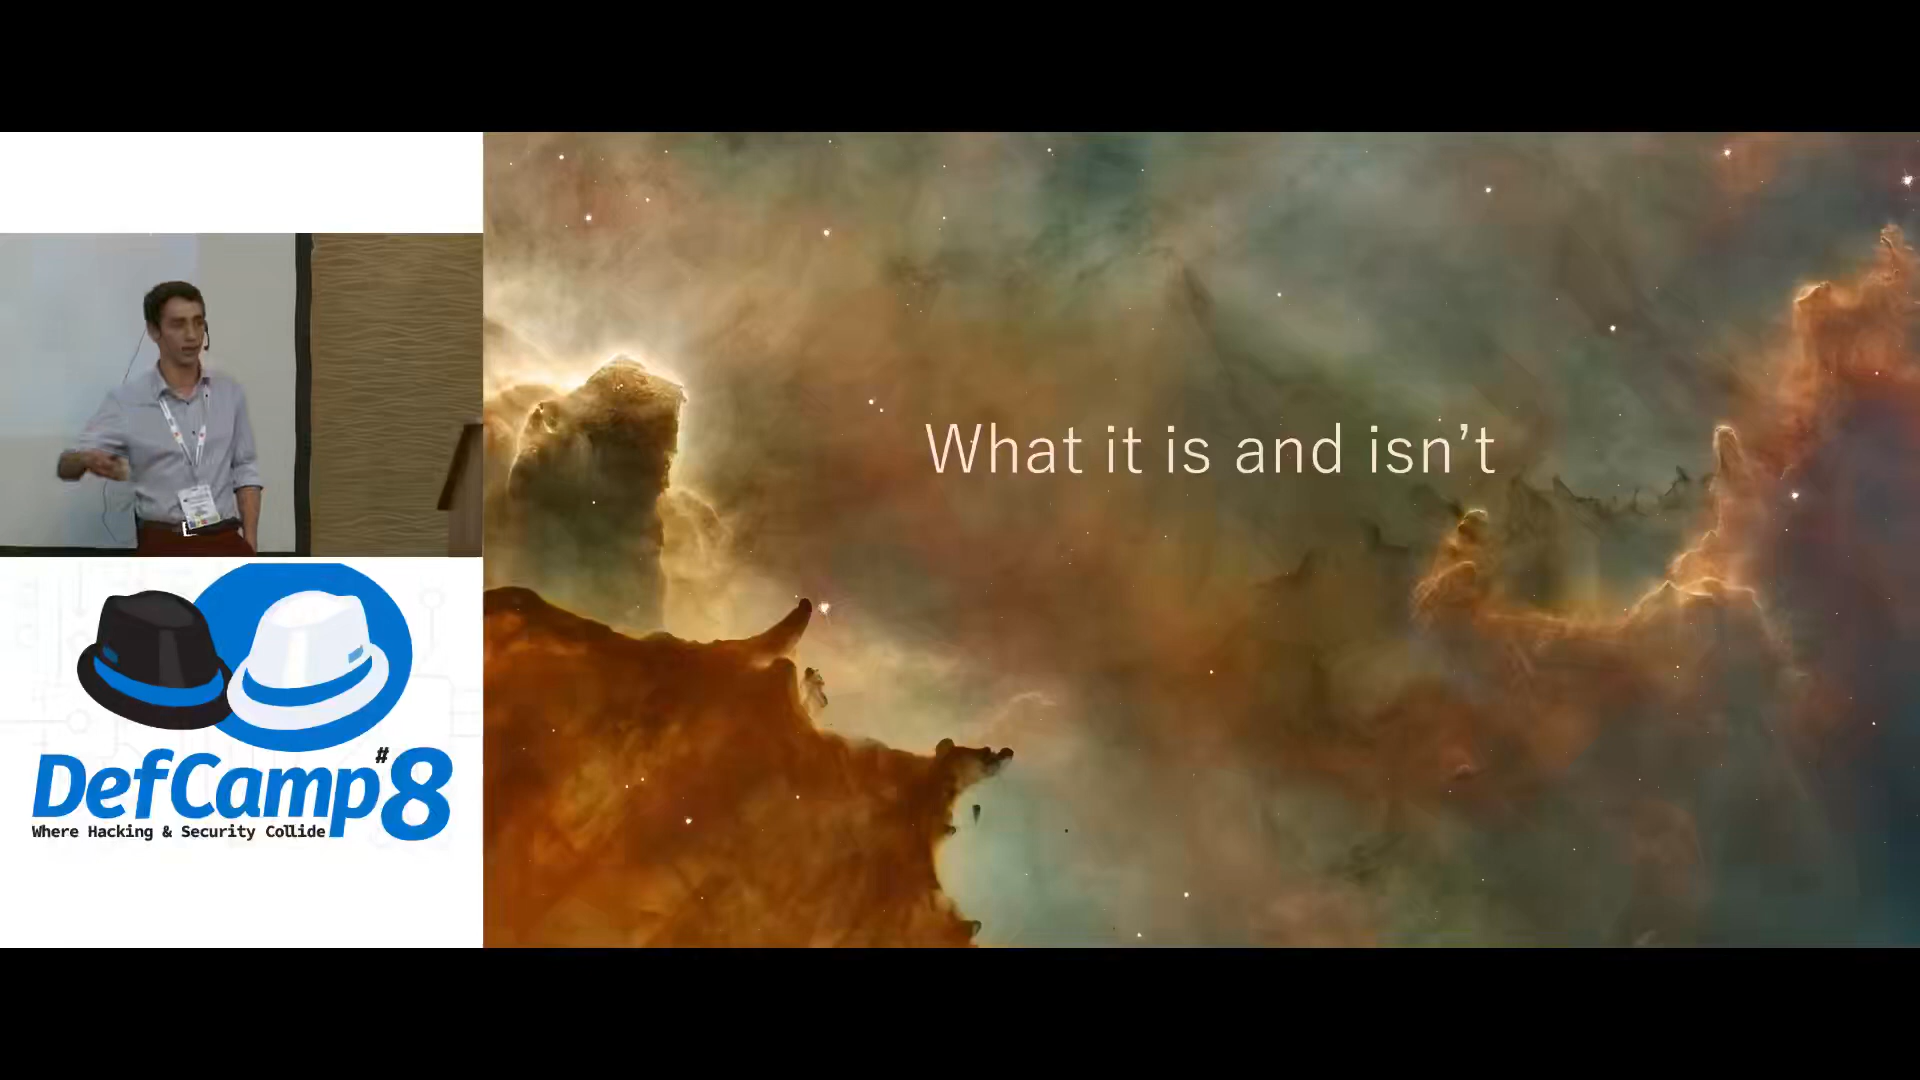 What it is and isn’t
DefCamp#8
Where Hacking & Security Collide